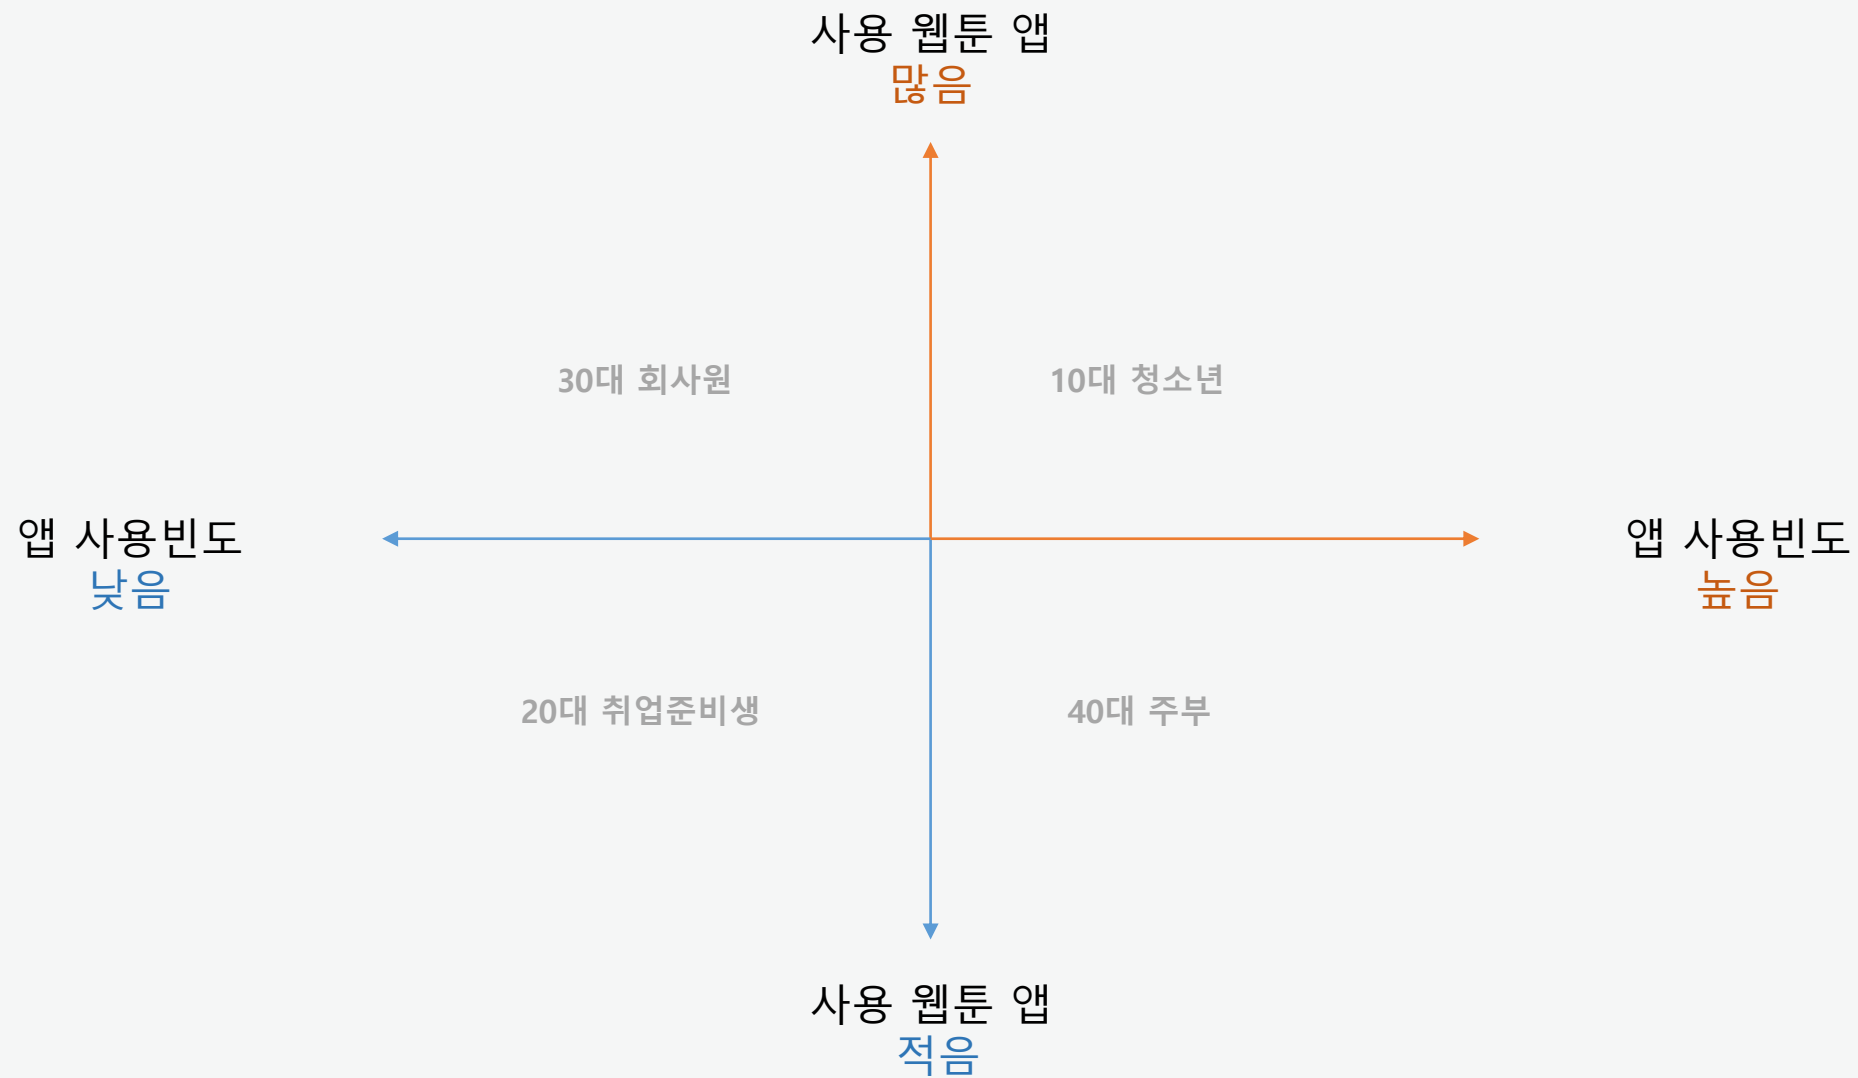 사용 웹툰 앱
많음
30대 회사원
10대 청소년
앱 사용빈도
낮음
앱 사용빈도
높음
20대 취업준비생
40대 주부
사용 웹툰 앱
적음